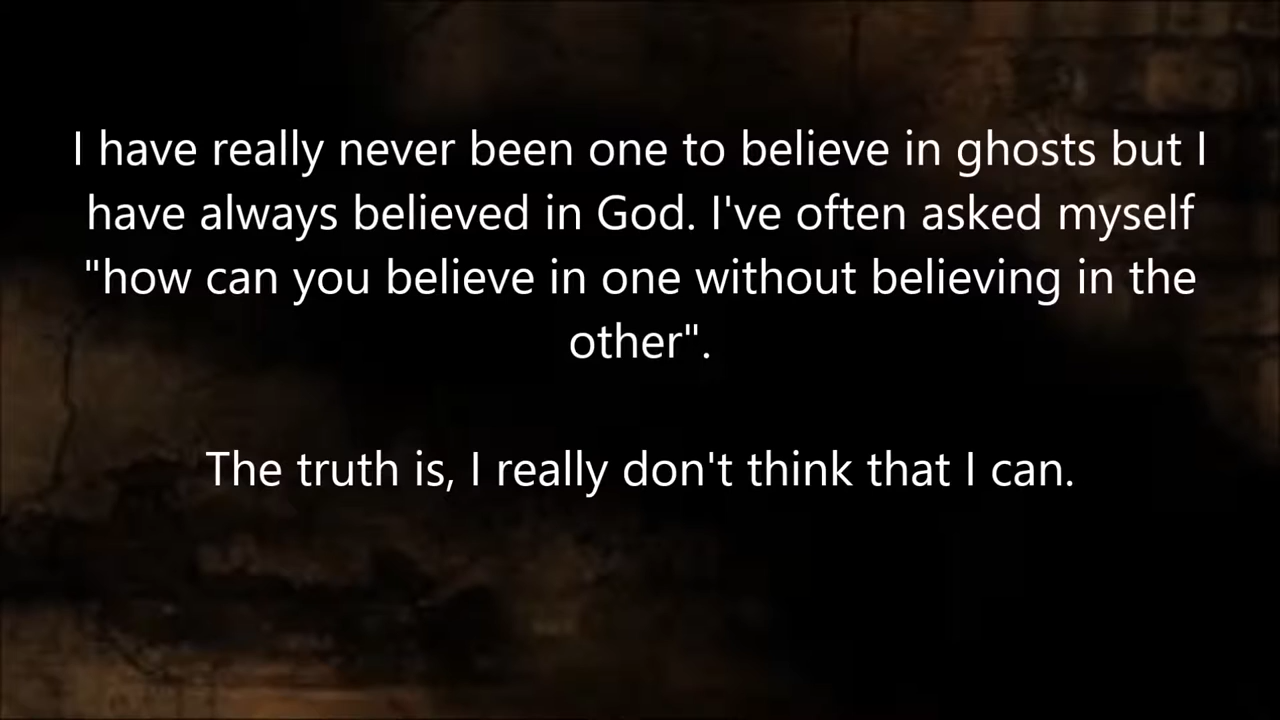 I have really never been one to believe in ghosts but I
have always believed in God. I've often asked myself
"how can you believe in one without believing in the
other".
The truth is, I really don't think that I can.